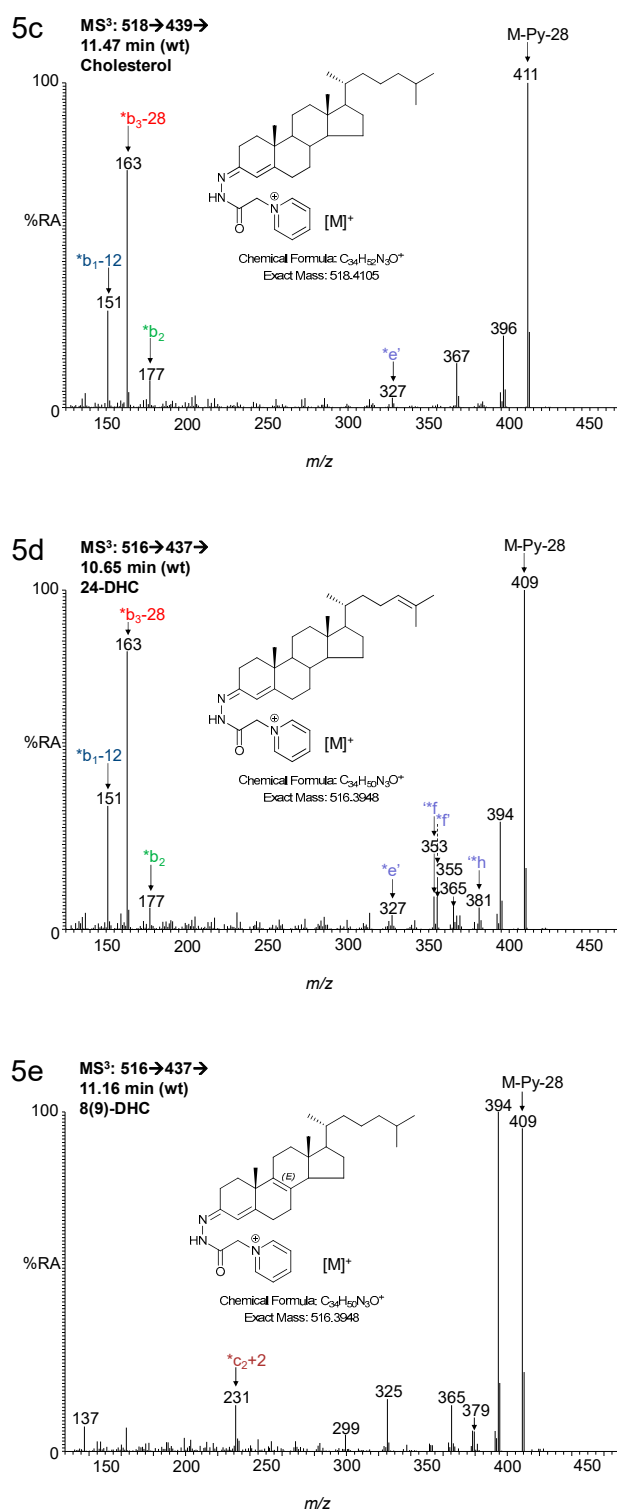 5c
MS³: 518→439→
11.47 min (wt)
Cholesterol
M-Py-28
411
100
*b₃-28
163
N
HN
N
⊕
O
[M]⁺
Chemical Formula: C₃₄H₅₂N₃O⁺
Exact Mass: 518.4105
%RA
*b₁-12
151
*b₂
177
*e'
327
367
396
0
150 200 250 300 350 400 450
m/z
5d
MS³: 516→437→
10.65 min (wt)
24-DHC
M-Py-28
409
100
*b₃-28
163
N
HN
N
⊕
O
[M]⁺
Chemical Formula: C₃₄H₅₀N₃O⁺
Exact Mass: 516.3948
%RA
*b₁-12
151
*b₂
177
*e'
327
'*f
*f'
353
355
365
'*h
381
394
0
150 200 250 300 350 400 450
m/z
5e
MS³: 516→437→
11.16 min (wt)
8(9)-DHC
M-Py-28
394
409
100
(E)
N
HN
N
⊕
O
[M]⁺
Chemical Formula: C₃₄H₅₀N₃O⁺
Exact Mass: 516.3948
%RA
*c₂+2
231
137
299
325
365
379
0
150 200 250 300 350 400 450
m/z